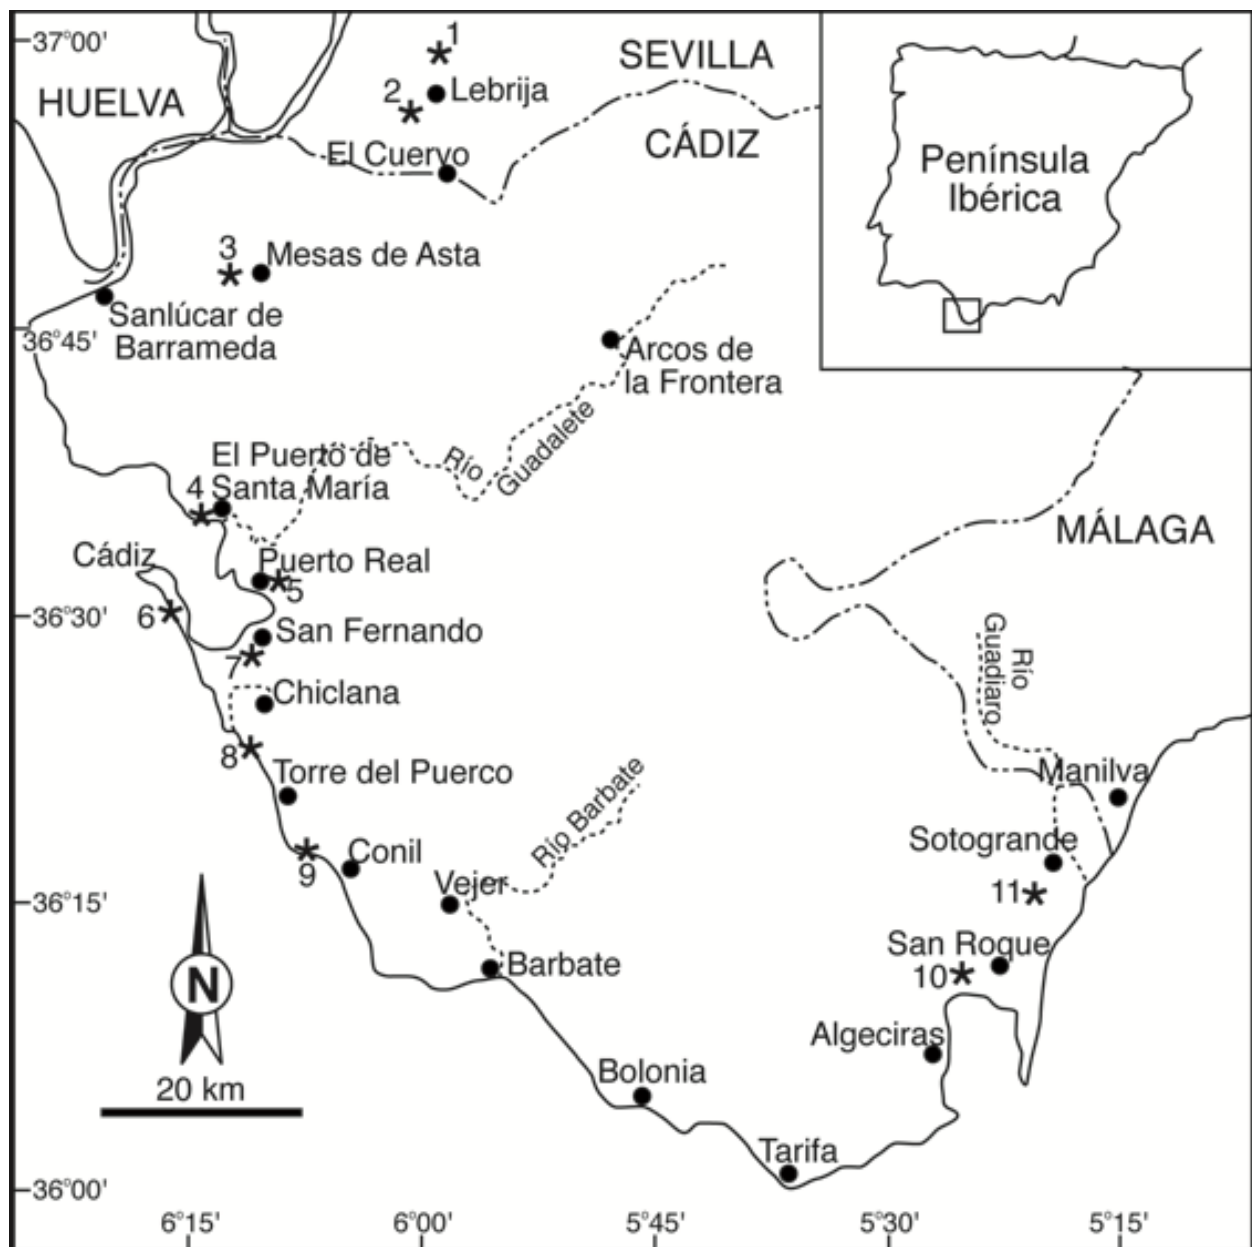 37°00'
1
SEVILLA
HUELVA
2
Lebrija
CÁDIZ
El Cuervo
Península
Ibérica
3
Mesas de Asta
Sanlúcar de
Barrameda
36°45'
Arcos de
la Frontera
Río
Guadalete
El Puerto de
Santa María
4
MÁLAGA
Cádiz
Puerto Real
5
6
36°30'
San Fernando
7
Río
Guadiaro
Chiclana
8
Torre del Puerco
Manilva
Río Barbate
Sotogrande
Conil
9
Vejer
11
36°15'
San Roque
10
Barbate
N
Algeciras
20 km
Bolonia
Tarifa
36°00'
6°15'
6°00'
5°45'
5°30'
5°15'